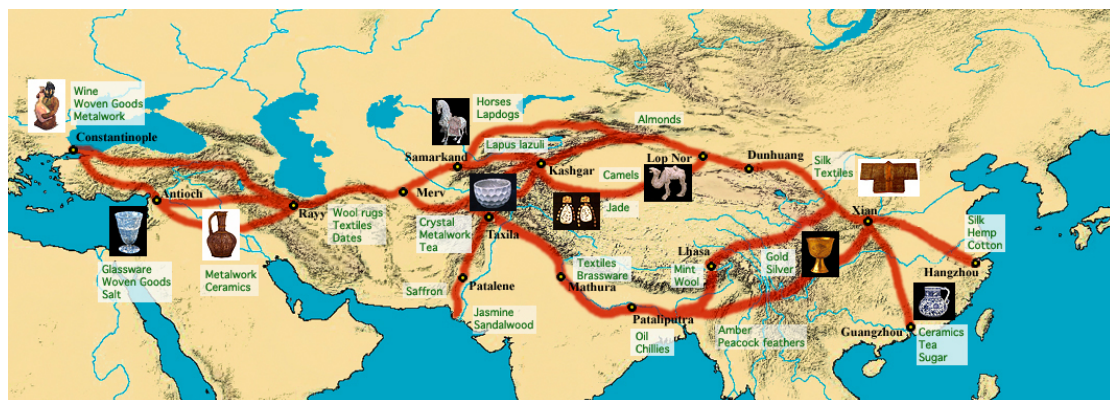 Wine
Woven Goods
Metalwork
Constantinople
Antioch
Glassware
Woven Goods
Salt
Metalwork
Ceramics
Rayy
Wool rugs
Textiles
Dates
Merv
Samarkand
Horses
Lapdogs
Lapus lazuli
Kashgar
Almonds
Camels
Jade
Lop Nor
Dunhuang
Crystal
Metalwork
Tea
Taxila
Saffron
Patalene
Jasmine
Sandalwood
Textiles
Brassware
Mathura
Pataliputra
Oil
Chillies
Lhasa
Mint
Wool
Gold
Silver
Amber
Peacock feathers
Silk
Textiles
Xian
Silk
Hemp
Cotton
Hangzhou
Guangzhou
Ceramics
Tea
Sugar